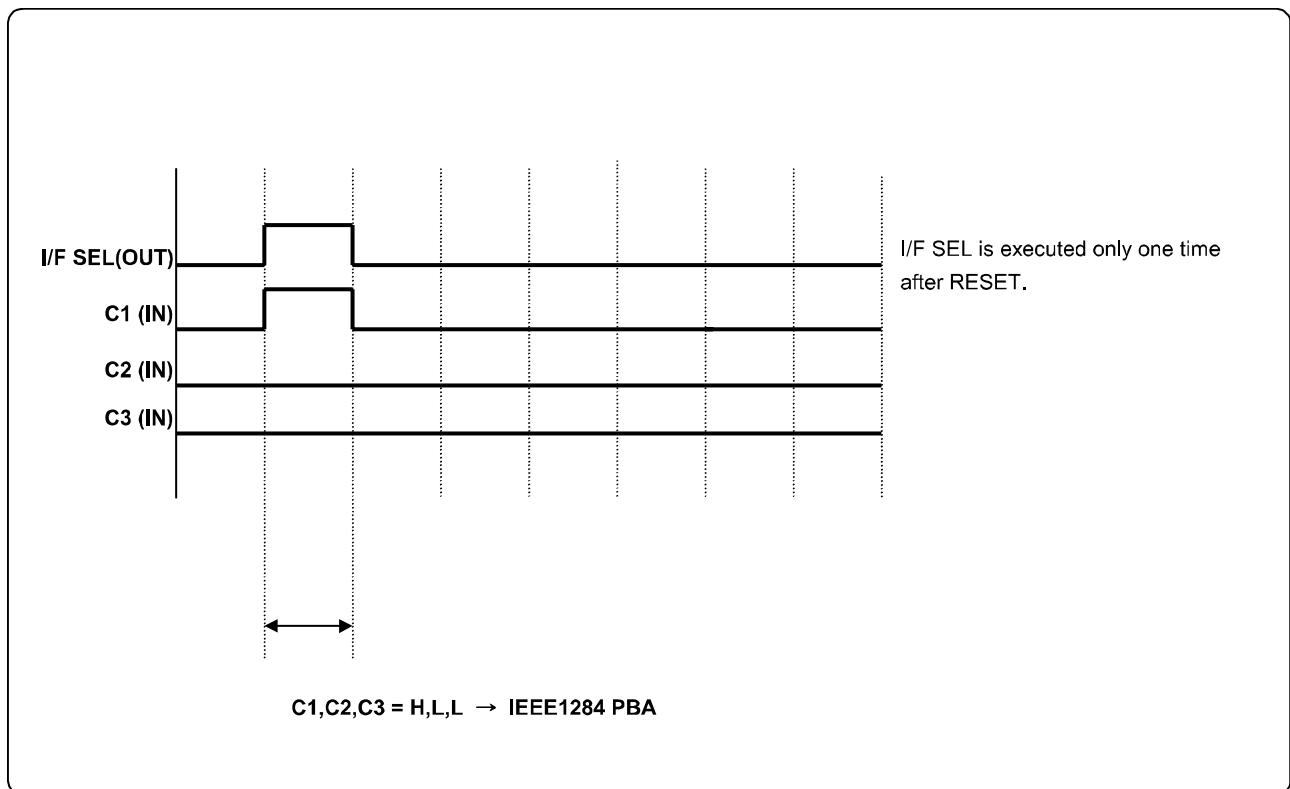 I/F SEL(OUT)
C1 (IN)
C2 (IN)
C3 (IN)
I/F SEL is executed only one time
after RESET.
C1,C2,C3 = H,L,L → IEEE1284 PBA